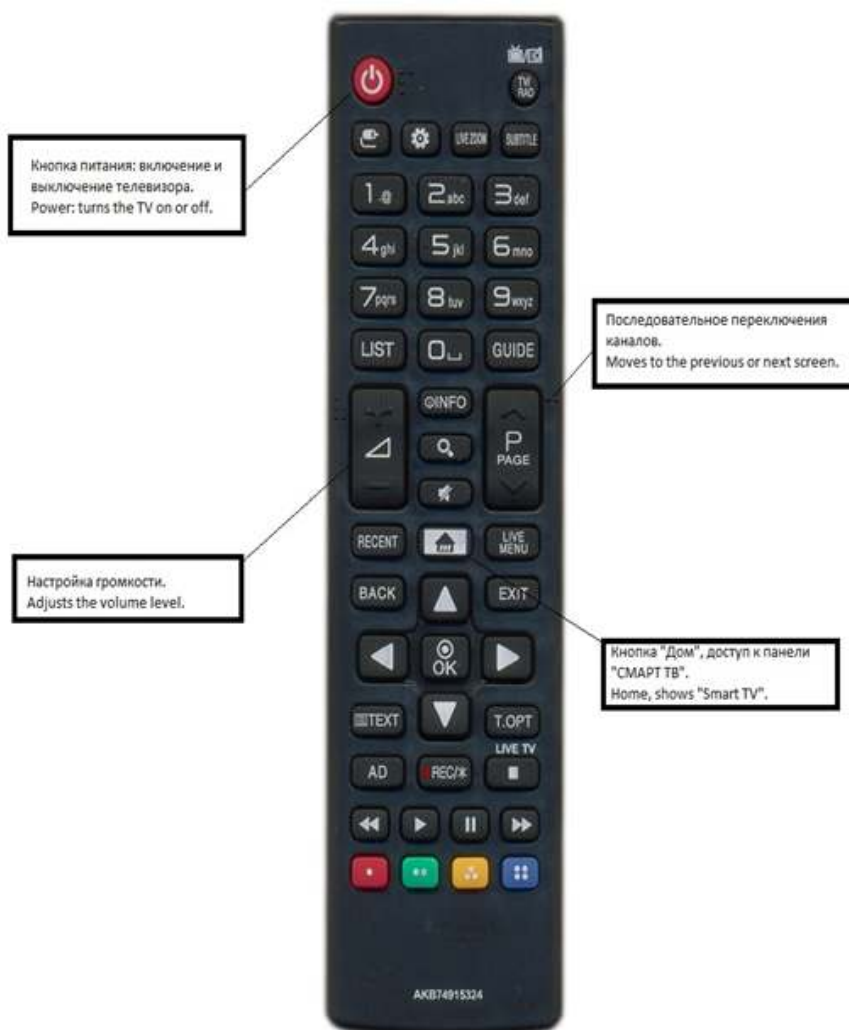 TV/
RAD
LIVE ZOOM
SUBTITLE
Кнопка питания: включение и
выключение телевизора.
Power: turns the TV on or off.
1.@
2abc
3def
4ghi
5jkl
6mno
7pqrs
8tuv
9wxyz
LIST
0
GUIDE
Последовательное переключения
каналов.
Moves to the previous or next screen.
INFO
P
PAGE
RECENT
LIVE
MENU
Настройка громкости.
Adjusts the volume level.
BACK
EXIT
OK
Кнопка "Дом", доступ к панели
"СМАРТ ТВ".
Home, shows "Smart TV".
TEXT
T.OPT
LIVE TV
AD
REC/*
AKB74915324